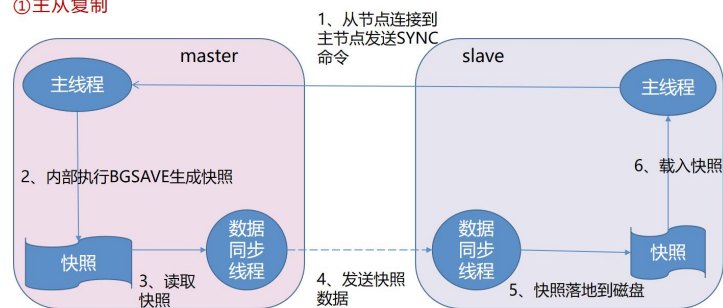 ①主从复制
1、从节点连接到
主节点发送SYNC
命令
master
slave
主线程
主线程
2、内部执行BGSAVE生成快照
6、载入快照
数据
同步
线程
数据
同步
线程
快照
快照
3、读取
快照
4、发送快照
数据
5、快照落地到磁盘